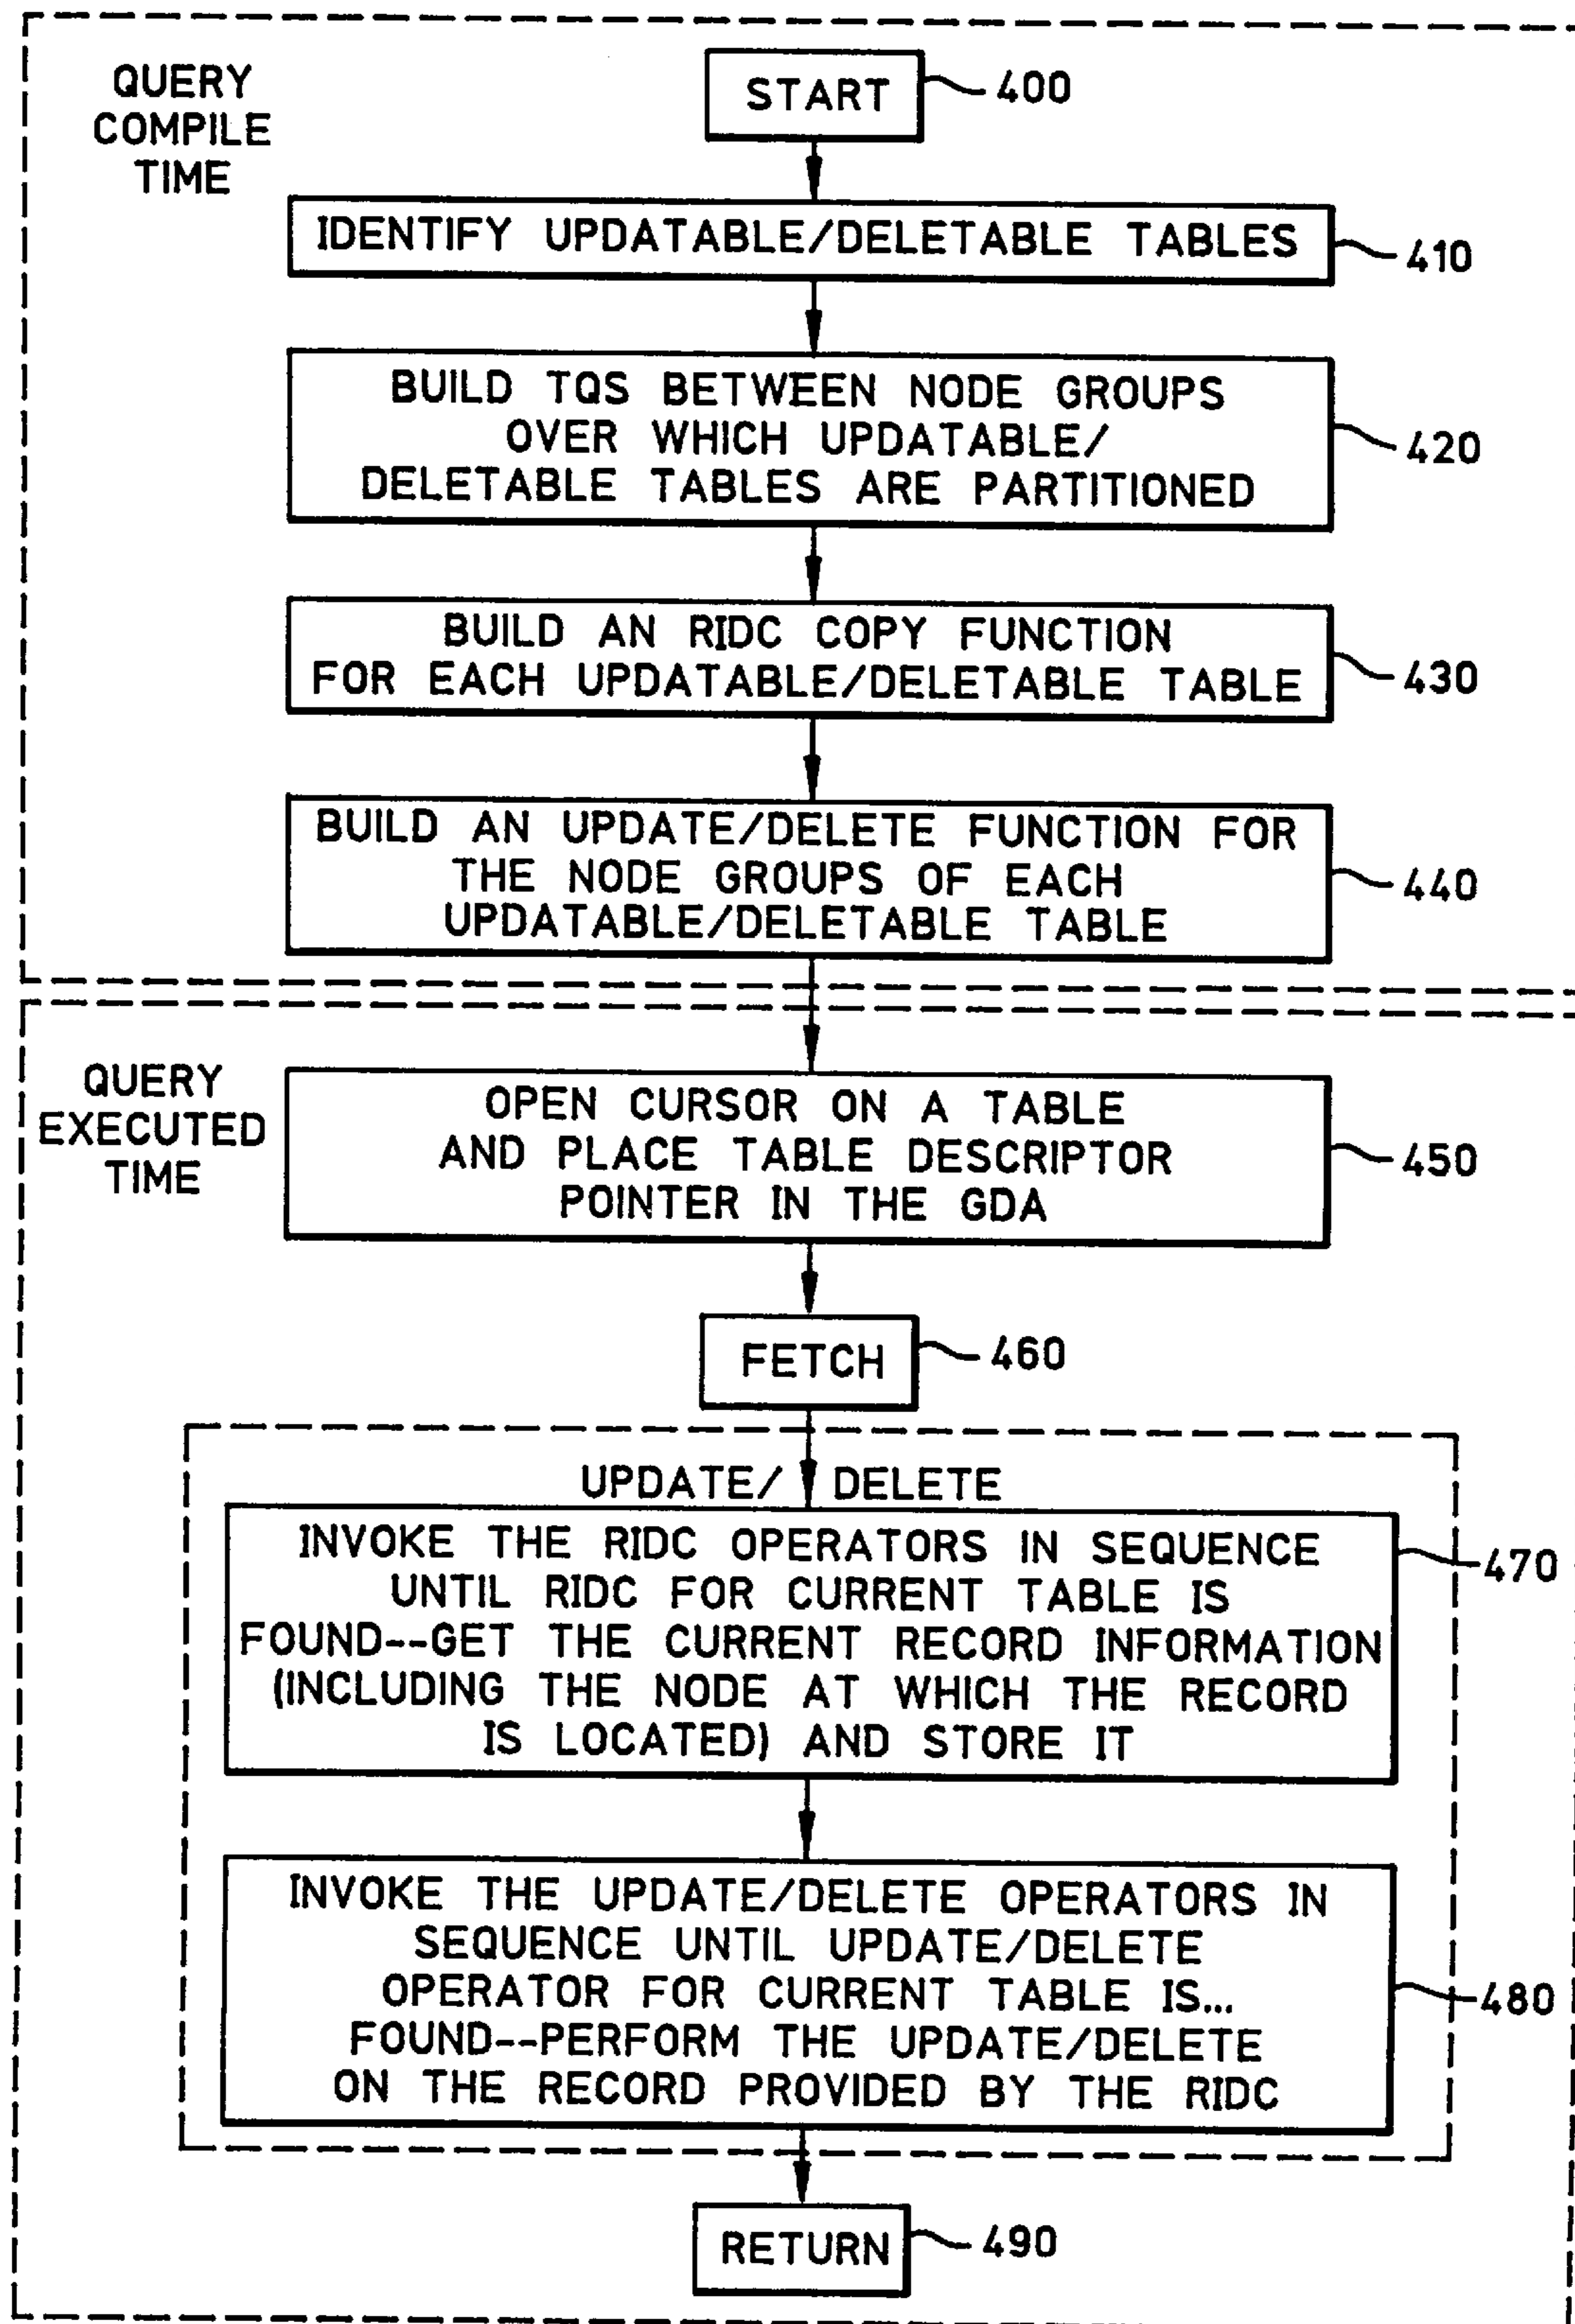 QUERY
COMPILE
TIME
START
400
IDENTIFY UPDATABLE/DELETABLE TABLES
410
BUILD TQS BETWEEN NODE GROUPS
OVER WHICH UPDATABLE/
DELETABLE TABLES ARE PARTITIONED
420
BUILD AN RIDC COPY FUNCTION
FOR EACH UPDATABLE/DELETABLE TABLE
430
BUILD AN UPDATE/DELETE FUNCTION FOR
THE NODE GROUPS OF EACH
UPDATABLE/DELETABLE TABLE
440
QUERY
EXECUTED
TIME
OPEN CURSOR ON A TABLE
AND PLACE TABLE DESCRIPTOR
POINTER IN THE GDA
450
FETCH
460
UPDATE/ DELETE
INVOKE THE RIDC OPERATORS IN SEQUENCE
UNTIL RIDC FOR CURRENT TABLE IS
FOUND--GET THE CURRENT RECORD INFORMATION
(INCLUDING THE NODE AT WHICH THE RECORD
IS LOCATED) AND STORE IT
470
INVOKE THE UPDATE/DELETE OPERATORS IN
SEQUENCE UNTIL UPDATE/DELETE
OPERATOR FOR CURRENT TABLE IS...
FOUND--PERFORM THE UPDATE/DELETE
ON THE RECORD PROVIDED BY THE RIDC
480
RETURN
490